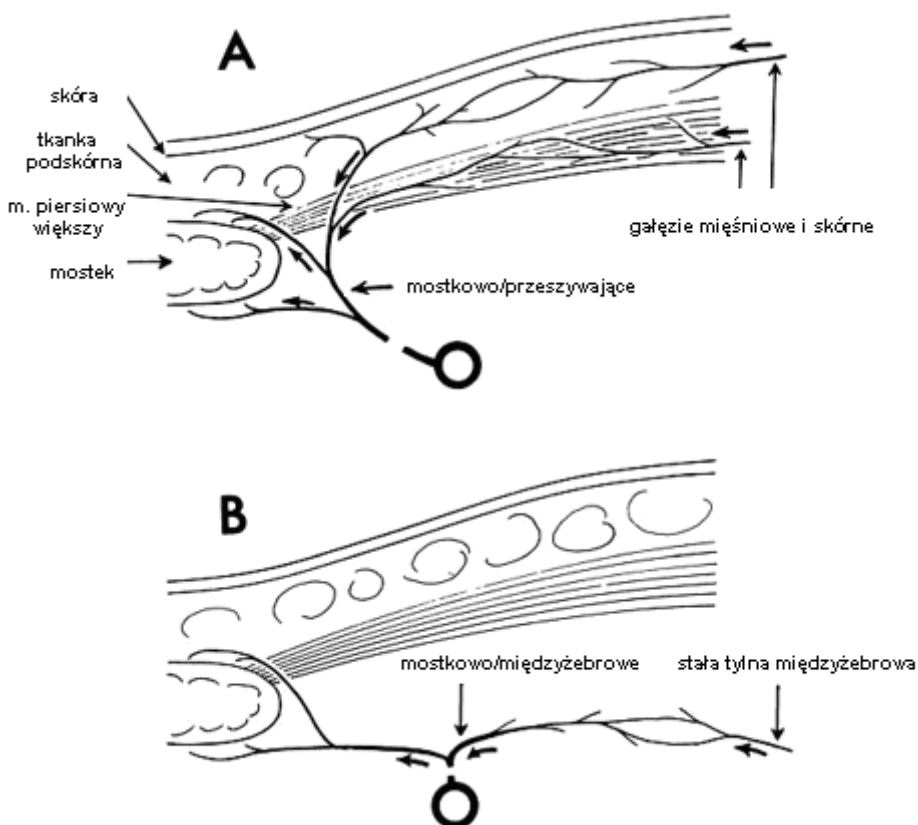 A
skóra
tkanka
podskórna
m. piersiowy
większy
gałęzie mięśniowe i skórne
mostek
mostkowo/przeszywające
B
mostkowo/międzyżebrowe
stała tylna międzyżebrowa